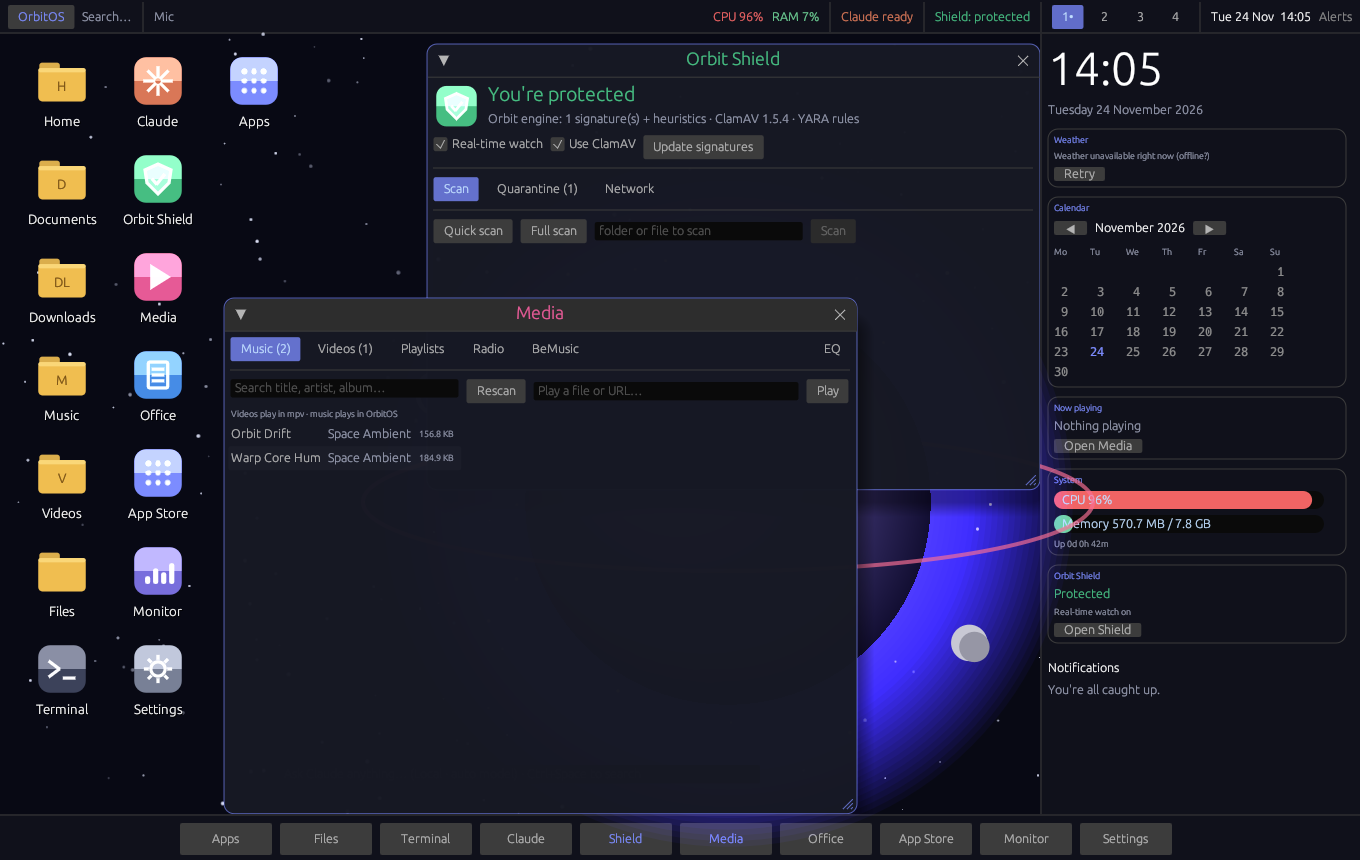 OrbitOS Search... Mic CPU 96% RAM 7% Claude ready Shield: protected 1• 2 3 4 Tue 24 Nov 14:05 Alerts
H
Home
Claude
Apps
D
Documents
Orbit Shield
DL
Downloads
Media
M
Music
Office
V
Videos
App Store
Files
Monitor
Terminal
Settings
Orbit Shield
You're protected
Orbit engine: 1 signature(s) + heuristics · ClamAV 1.5.4 · YARA rules
Real-time watch Use ClamAV Update signatures
Scan Quarantine (1) Network
Quick scan Full scan folder or file to scan Scan
Media
Music (2) Videos (1) Playlists Radio BeMusic EQ
Search title, artist, album... Rescan Play a file or URL... Play
Videos play in mpv · music plays in OrbitOS
Orbit Drift Space Ambient 156.8 KB
Warp Core Hum Space Ambient 184.9 KB
14:05
Tuesday 24 November 2026
Weather
Weather unavailable right now (offline?)
Retry
Calendar
November 2026
Mo Tu We Th Fr Sa Su
1
2 3 4 5 6 7 8
9 10 11 12 13 14 15
16 17 18 19 20 21 22
23 24 25 26 27 28 29
30
Now playing
Nothing playing
Open Media
System
CPU 96%
Memory 570.7 MB / 7.8 GB
Up 0d 0h 42m
Orbit Shield
Protected
Real-time watch on
Open Shield
Notifications
You're all caught up.
Apps Files Terminal Claude Shield Media Office App Store Monitor Settings